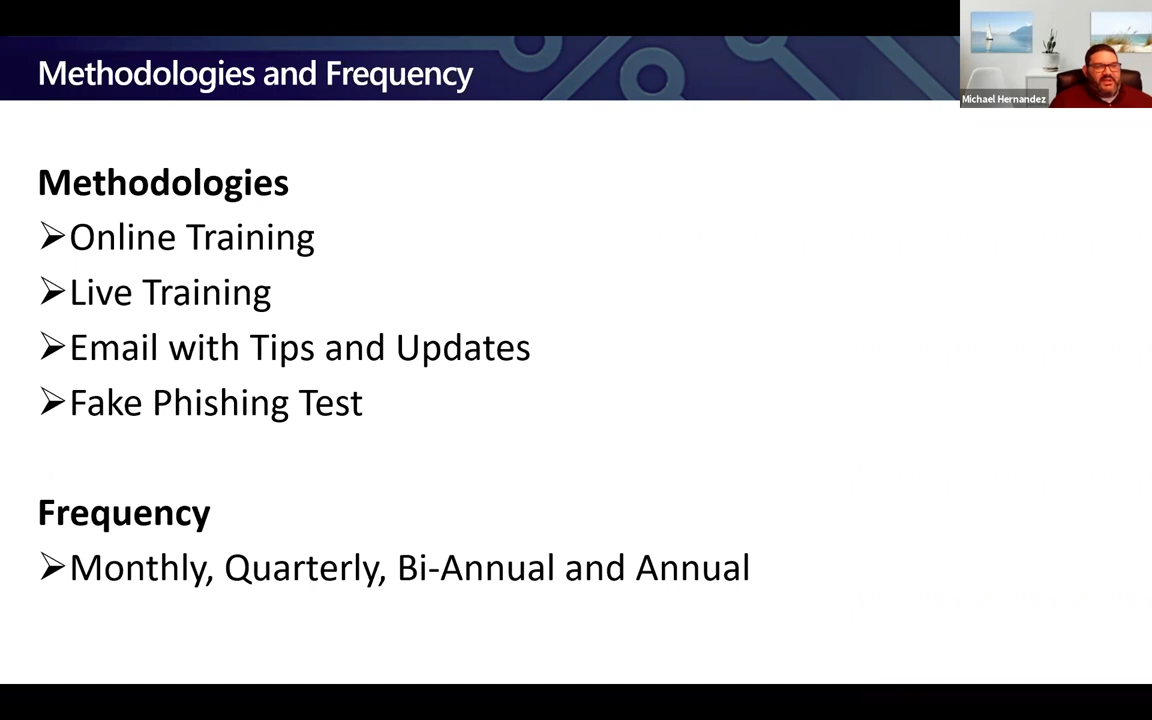 Methodologies and Frequency
Michael Hernandez
Methodologies
➢Online Training
➢Live Training
➢Email with Tips and Updates
➢Fake Phishing Test
Frequency
➢Monthly, Quarterly, Bi-Annual and Annual